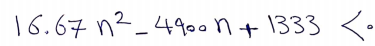 16.67 n² - 4900 n + 1333 < 0